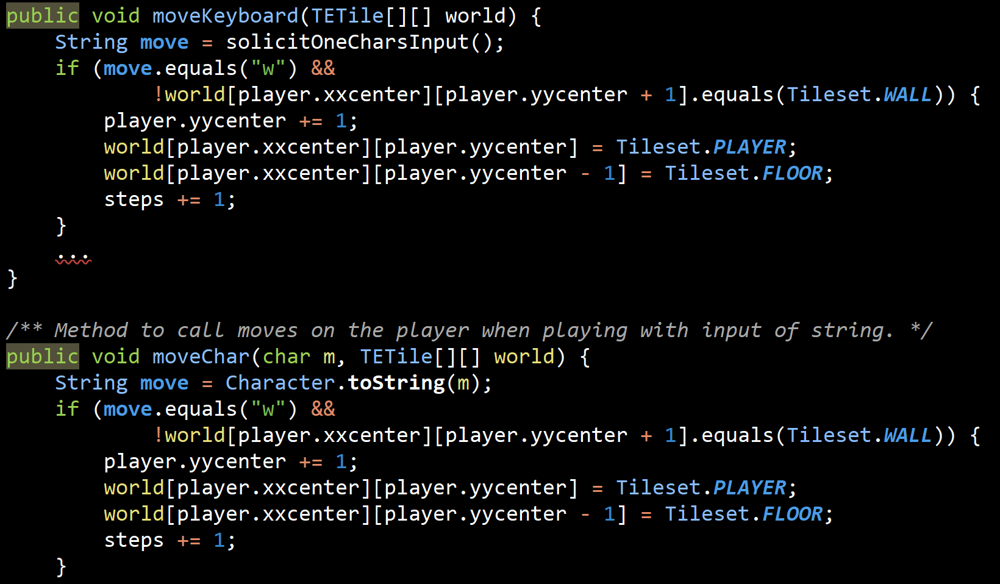 public void moveKeyboard(TETile[][] world) {
    String move = solicitOneCharsInput();
    if (move.equals("w") &&
            !world[player.xxcenter][player.yycenter + 1].equals(Tileset.WALL)) {
        player.yycenter += 1;
        world[player.xxcenter][player.yycenter] = Tileset.PLAYER;
        world[player.xxcenter][player.yycenter - 1] = Tileset.FLOOR;
        steps += 1;
    }
    ...
}

/** Method to call moves on the player when playing with input of string. */
public void moveChar(char m, TETile[][] world) {
    String move = Character.toString(m);
    if (move.equals("w") &&
            !world[player.xxcenter][player.yycenter + 1].equals(Tileset.WALL)) {
        player.yycenter += 1;
        world[player.xxcenter][player.yycenter] = Tileset.PLAYER;
        world[player.xxcenter][player.yycenter - 1] = Tileset.FLOOR;
        steps += 1;
    }